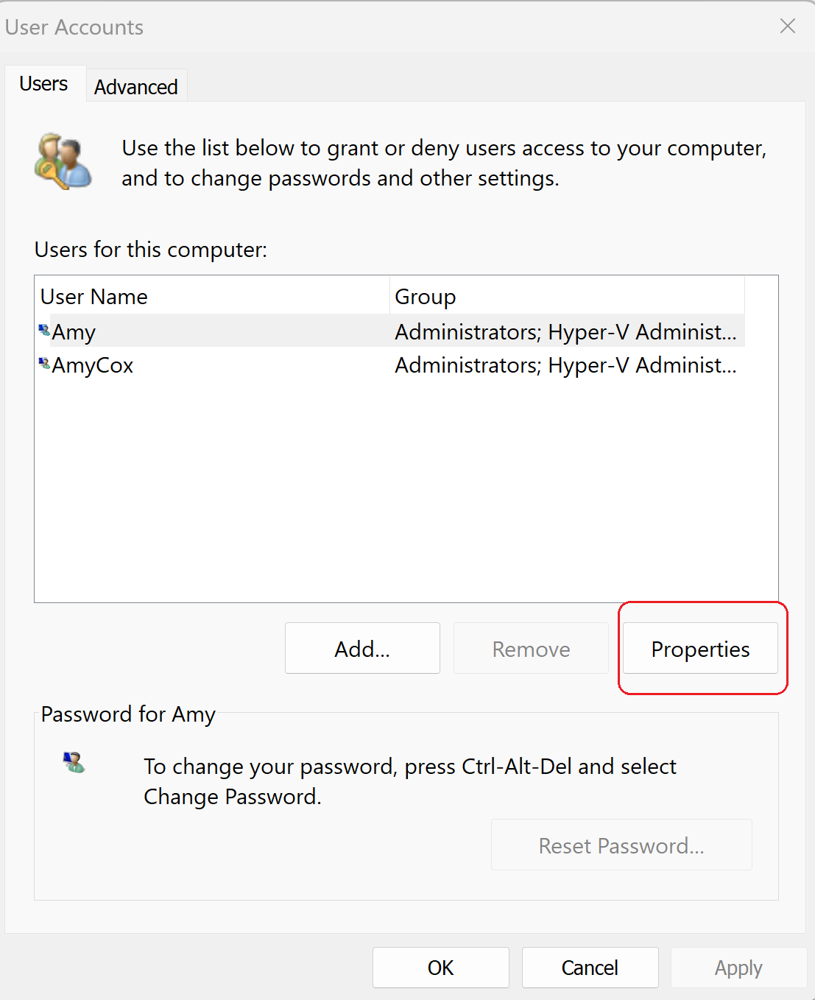 User Accounts
Users
Advanced
Use the list below to grant or deny users access to your computer,
and to change passwords and other settings.
Users for this computer:
User Name Group
Amy Administrators; Hyper-V Administ...
AmyCox Administrators; Hyper-V Administ...
Add... Remove Properties
Password for Amy
To change your password, press Ctrl-Alt-Del and select
Change Password.
Reset Password...
OK Cancel Apply